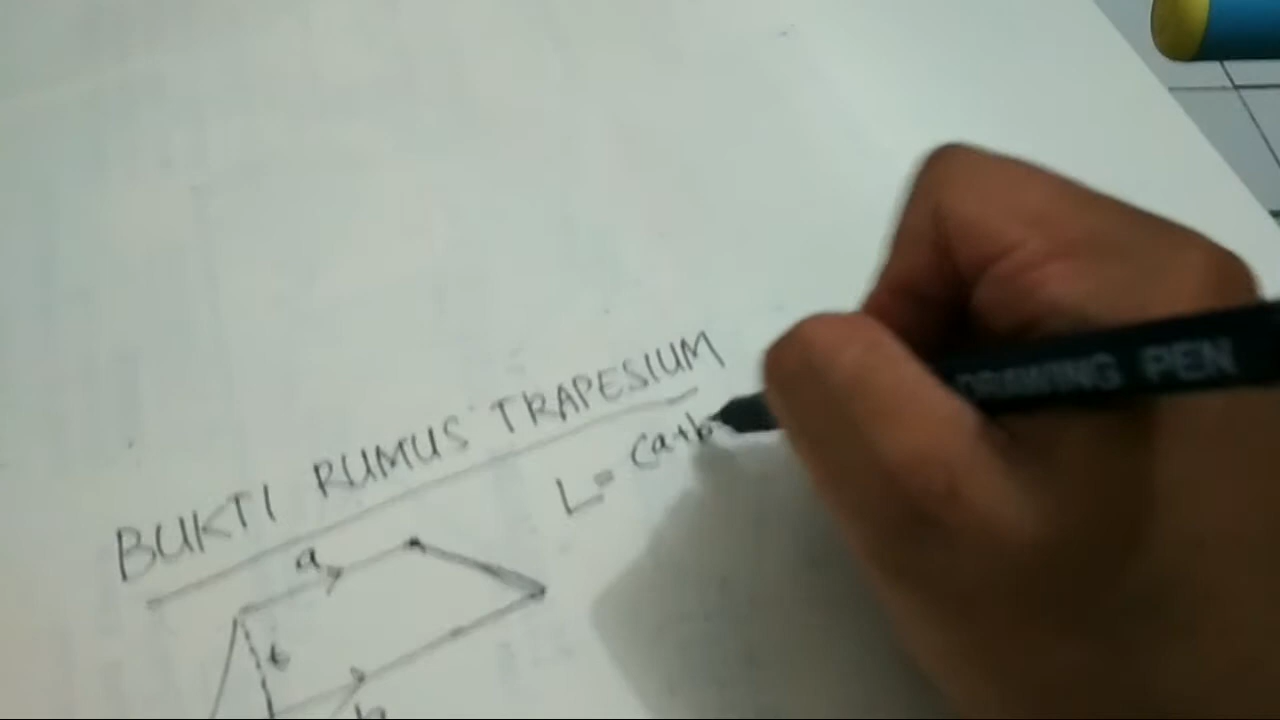 BUKTI RUMUS TRAPESIUM
L= (a+b
a
t
b
DRAWING PEN